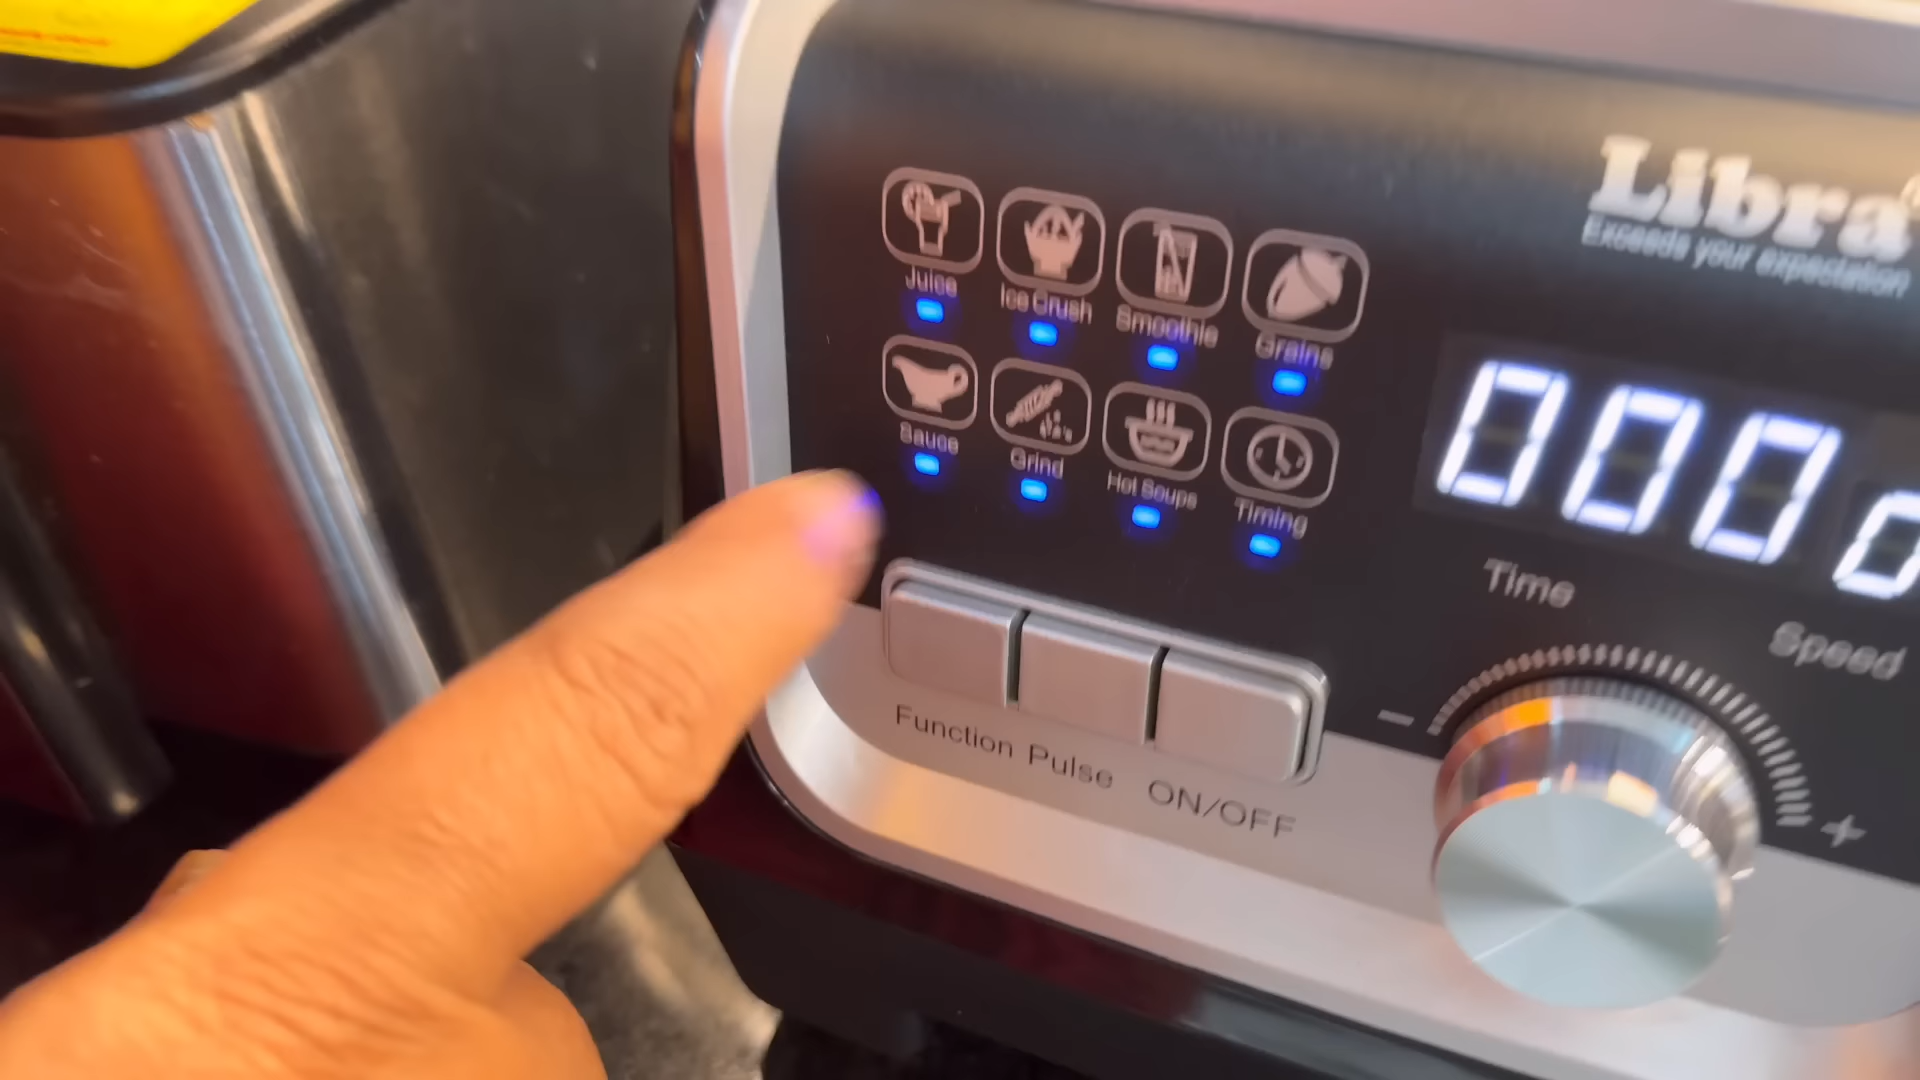 Libra
Exceeds your expectation
Juice
Ice Crush
Smoothie
Grains
Sauce
Grind
Hot Soups
Timing
000
Time
Speed
Function Pulse ON/OFF
- +